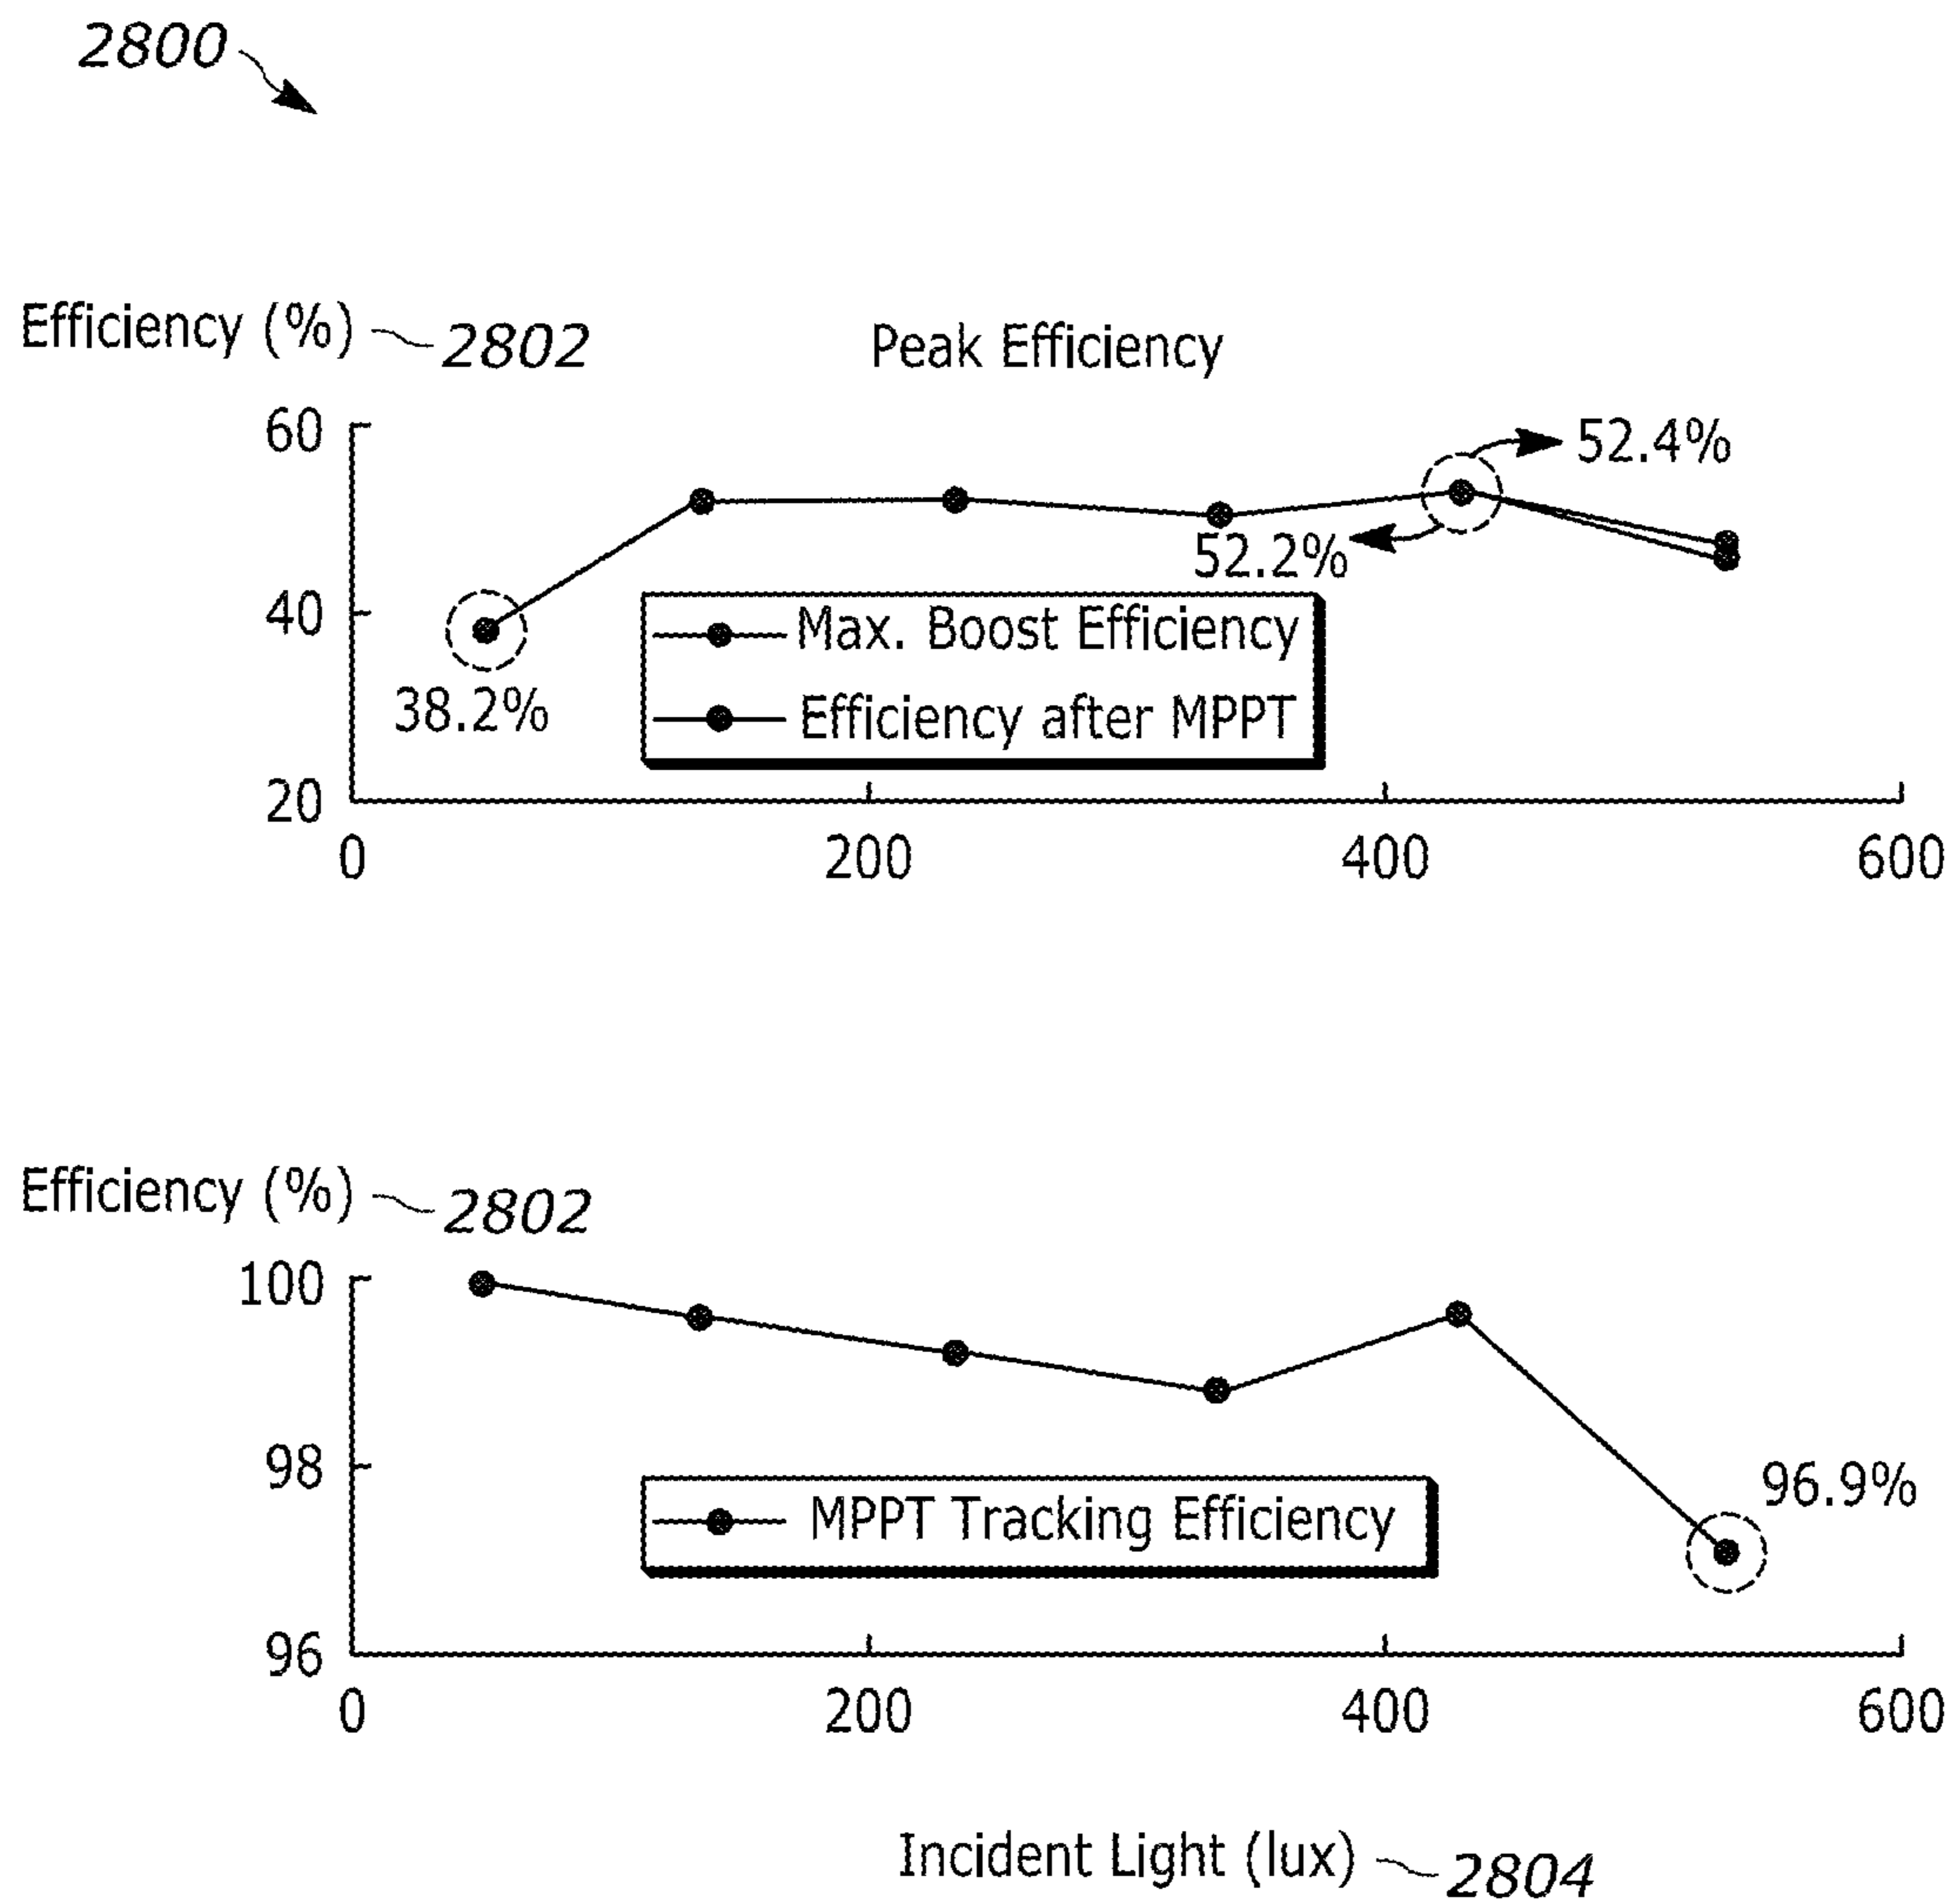 2800
Efficiency (%) 2802
Peak Efficiency
60
52.4%
52.2%
40
Max. Boost Efficiency
38.2%
Efficiency after MPPT
20
0 200 400 600
Efficiency (%) 2802
100
98
96.9%
MPPT Tracking Efficiency
96
0 200 400 600
Incident Light (lux) 2804